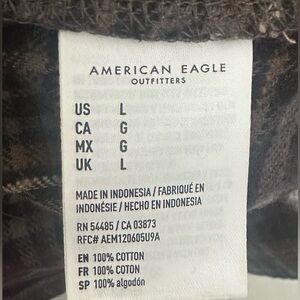 AMERICAN EAGLE
OUTFITTERS
US L
CA G
MX G
UK L
MADE IN INDONESIA / FABRIQUÉ EN
INDONÉSIE / HECHO EN INDONESIA
RN 54485 / CA 03873
RFC# AEM120605U9A
EN 100% COTTON
FR 100% COTON
SP 100% algodón